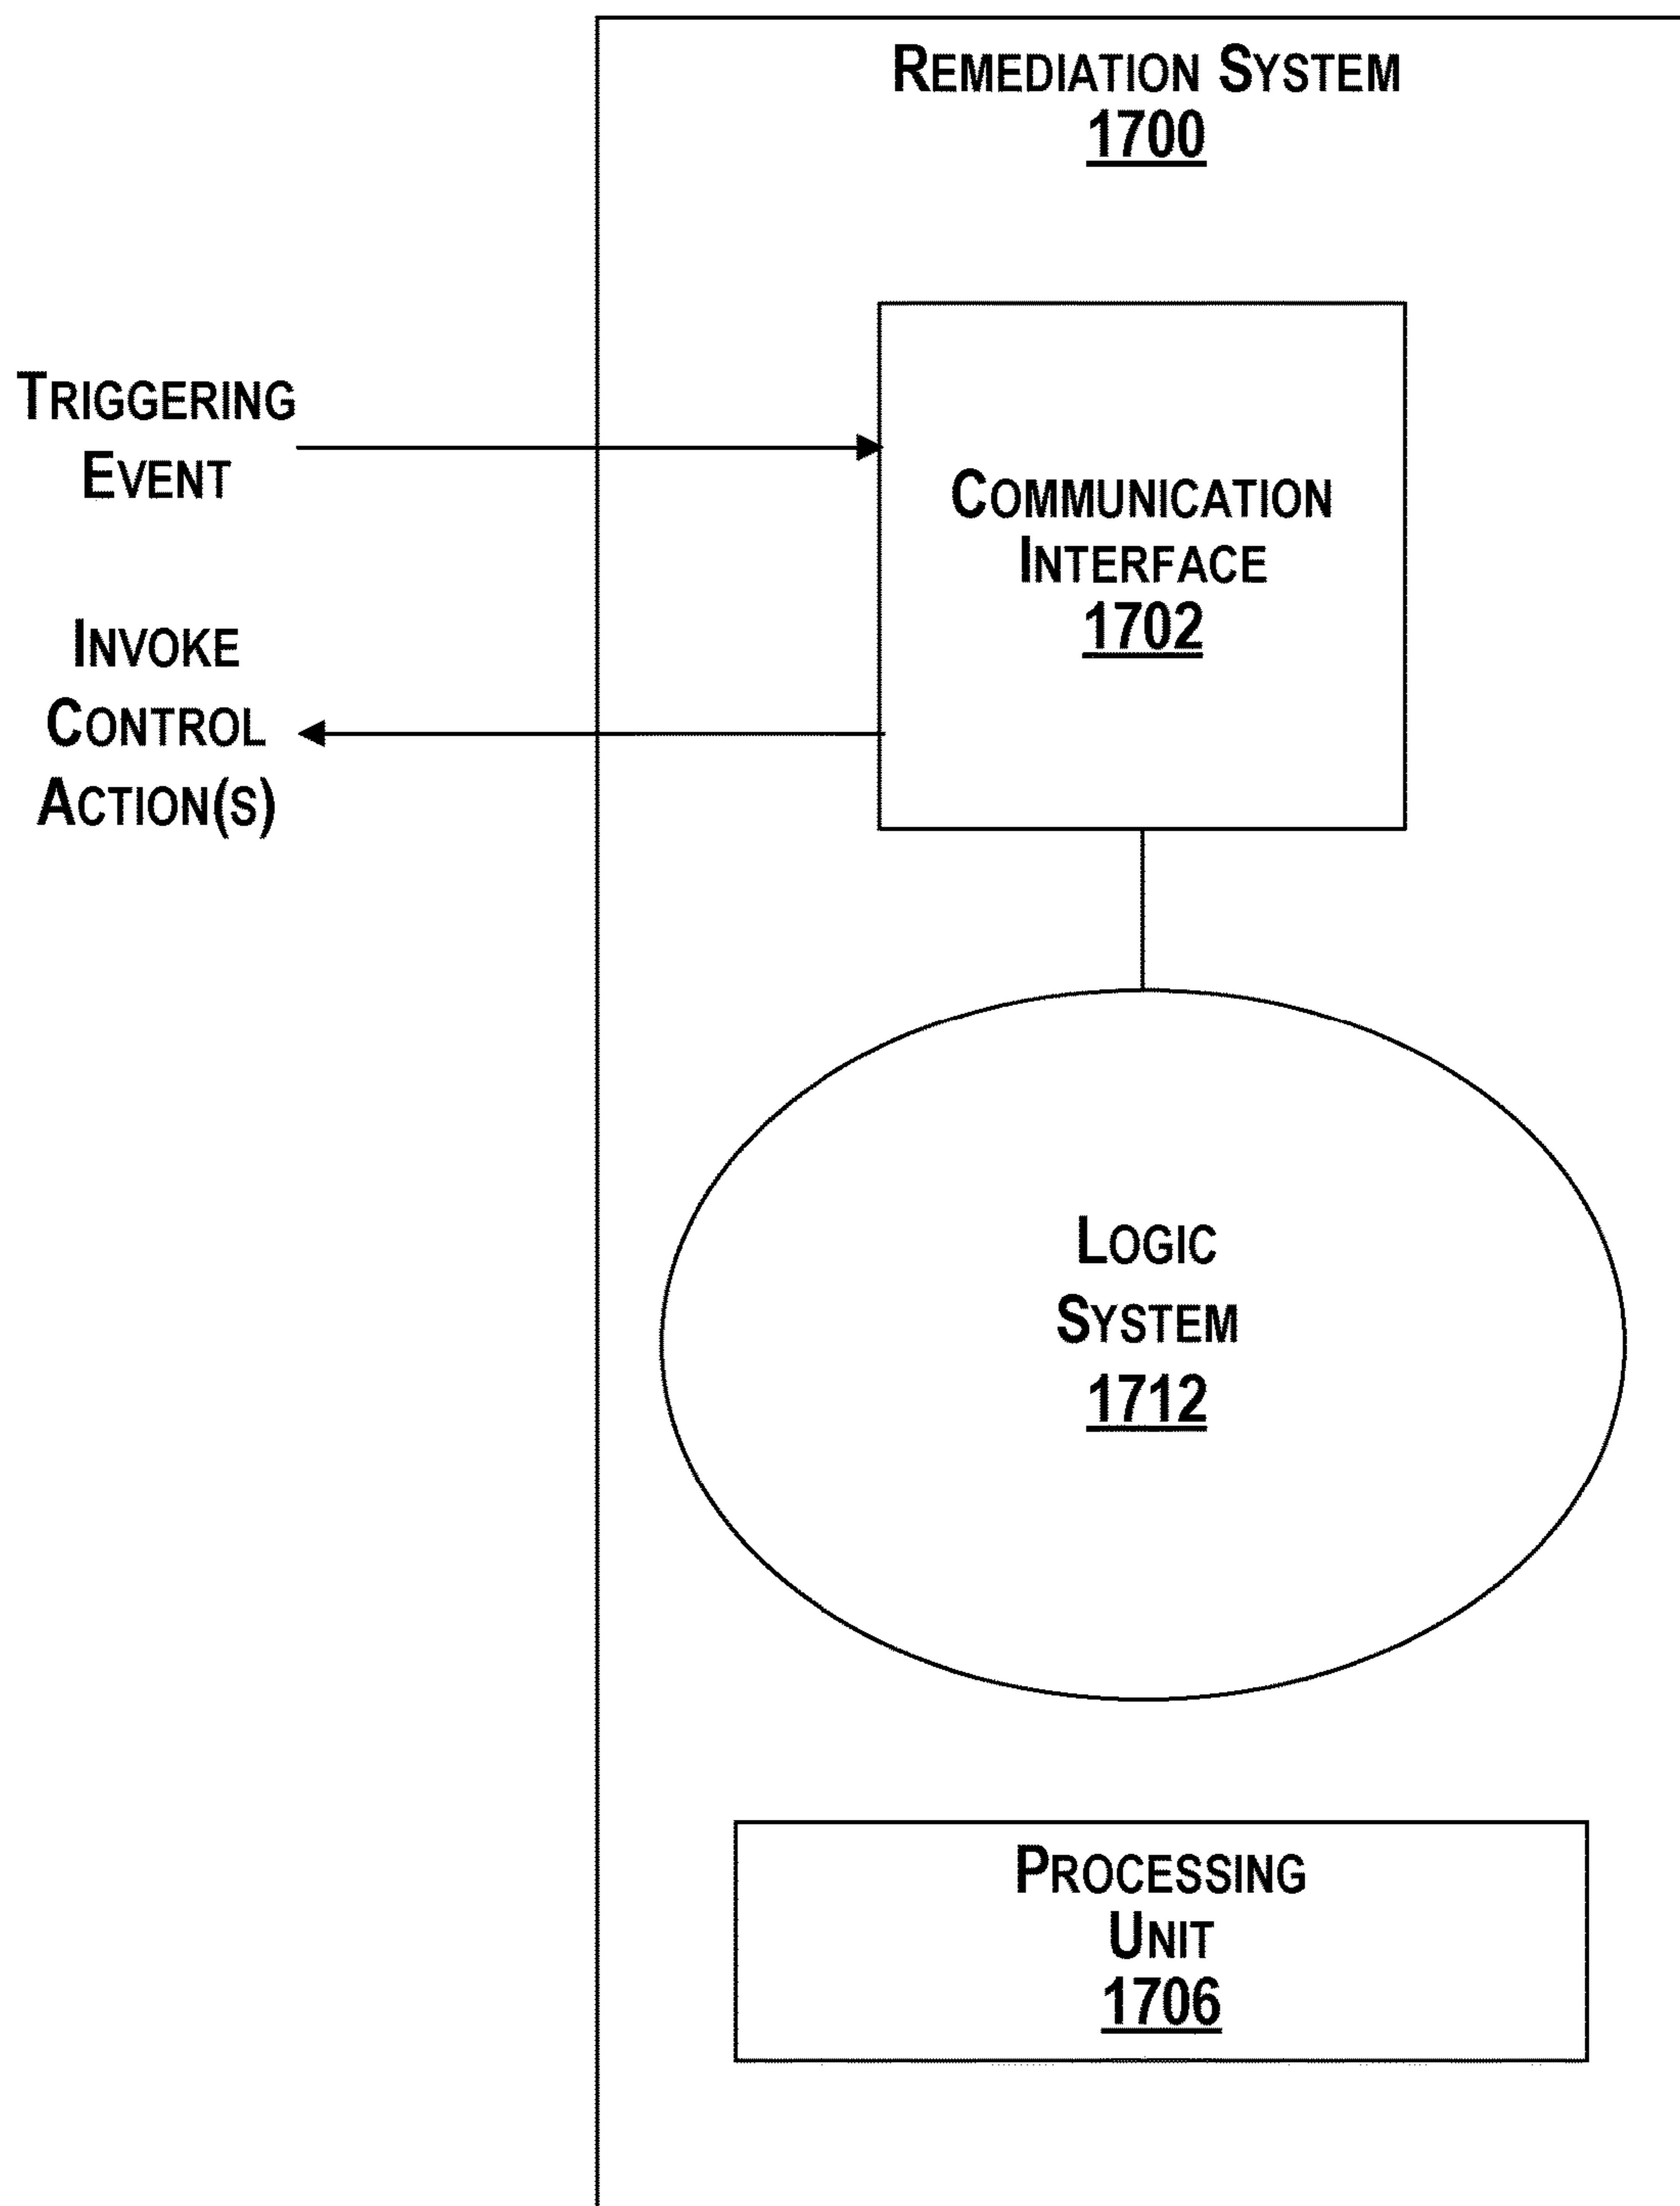 REMEDIATION SYSTEM
1700
TRIGGERING
EVENT
COMMUNICATION
INTERFACE
1702
INVOKE
CONTROL
ACTION(S)
LOGIC
SYSTEM
1712
PROCESSING
UNIT
1706